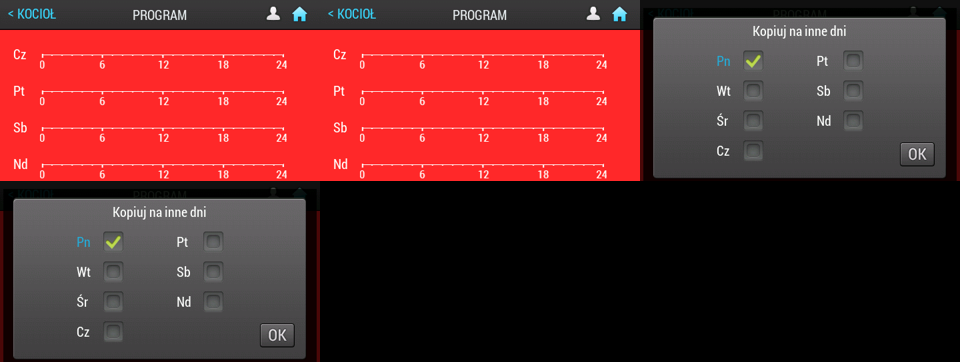 < KOCIOŁ PROGRAM
Cz
0 6 12 18 24
Pt
0 6 12 18 24
Sb
0 6 12 18 24
Nd
0 6 12 18 24
< KOCIOŁ PROGRAM
Cz
0 6 12 18 24
Pt
0 6 12 18 24
Sb
0 6 12 18 24
Nd
0 6 12 18 24
< KOCIOŁ PROGRAM
Kopiuj na inne dni
Pn Pt
Wt Sb
Śr Nd
Cz
OK
< KOCIOŁ PROGRAM
Kopiuj na inne dni
Pn Pt
Wt Sb
Śr Nd
Cz
OK